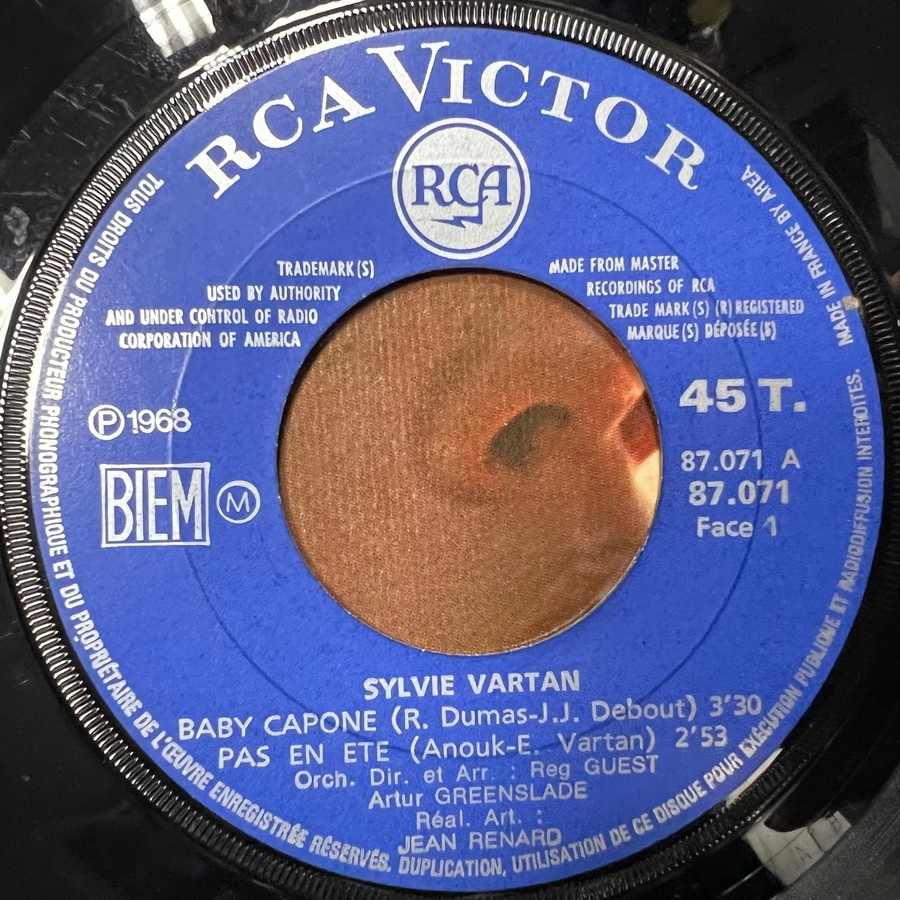 RCA VICTOR
RCA
TRADEMARK(S)
USED BY AUTHORITY
AND UNDER CONTROL OF RADIO
CORPORATION OF AMERICA
MADE FROM MASTER
RECORDINGS OF RCA
TRADE MARK(S) (R) REGISTERED
MARQUE(S) DÉPOSÉE(S)
Ⓟ 1968
BIEM Ⓜ
45 T.
87.071 A
87.071
Face 1
SYLVIE VARTAN
BABY CAPONE (R. Dumas-J.J. Debout) 3'30
PAS EN ETE (Anouk-E. Vartan) 2'53
Orch. Dir. et Arr. : Reg GUEST
Artur GREENSLADE
Réal. Art. :
JEAN RENARD
TOUS DROITS DU PRODUCTEUR PHONOGRAPHIQUE ET DU PROPRIÉTAIRE DE L'ŒUVRE ENREGISTRÉE RÉSERVÉS. DUPLICATION, UTILISATION DE CE DISQUE POUR EXÉCUTION PUBLIQUE ET RADIODIFFUSION INTERDITES. MADE IN FRANCE BY AREA